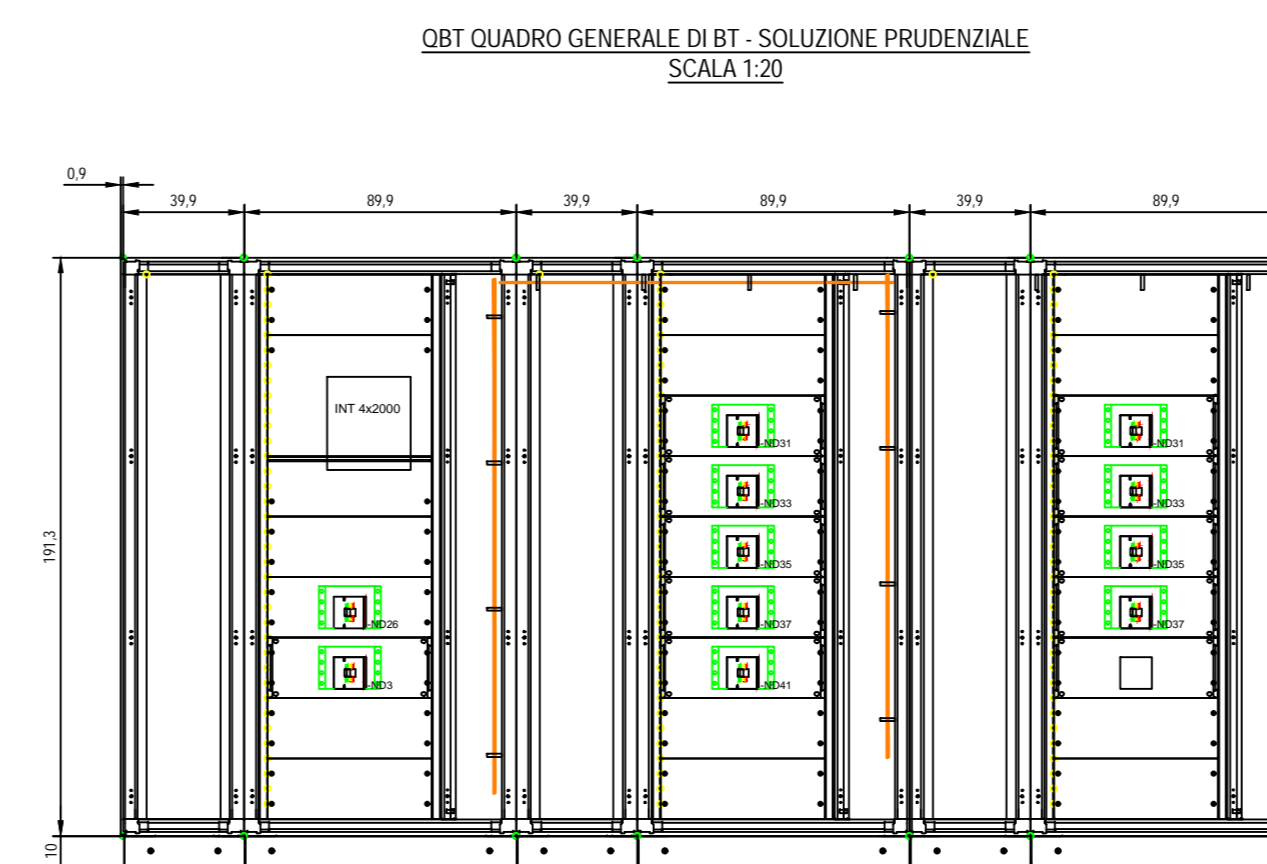 QBT QUADRO GENERALE DI BT - SOLUZIONE PRUDENZIALE
SCALA 1:20
0,9
39,9 89,9 39,9 89,9 39,9 89,9
INT 4x2000
-ND31 -ND31
-ND33 -ND33
191,3
-ND35 -ND35
-ND26 -ND37 -ND37
-ND3 -ND41
10